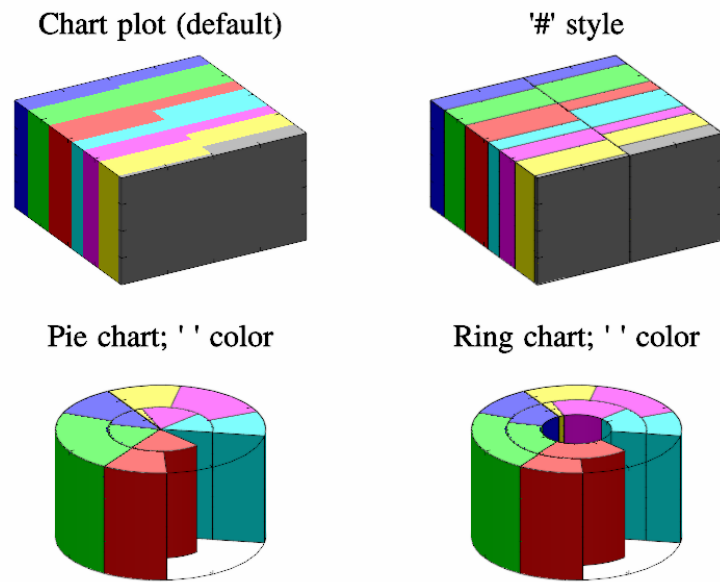 Chart plot (default)
'#' style
Pie chart; ' ' color
Ring chart; ' ' color